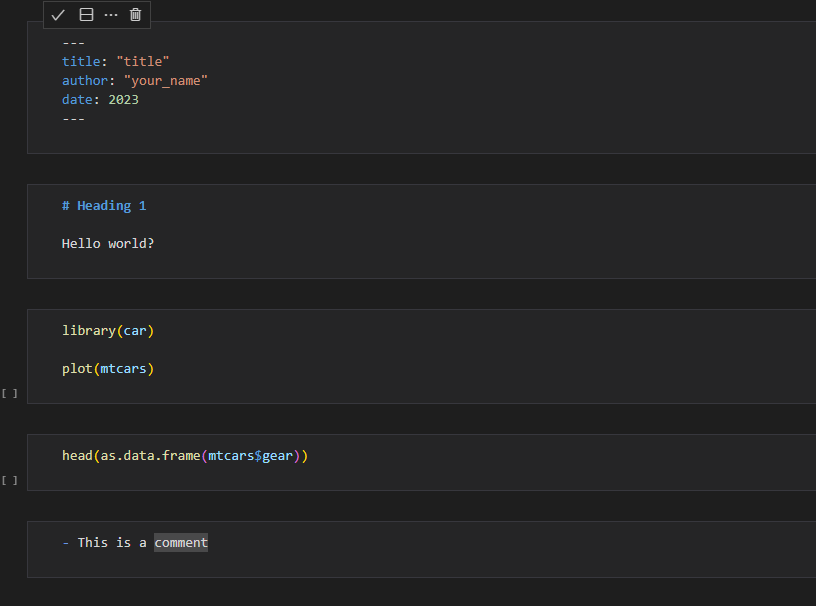 ---
title: "title"
author: "your_name"
date: 2023
---
# Heading 1
Hello world?
library(car)
plot(mtcars)
[ ]
head(as.data.frame(mtcars$gear))
[ ]
- This is a comment